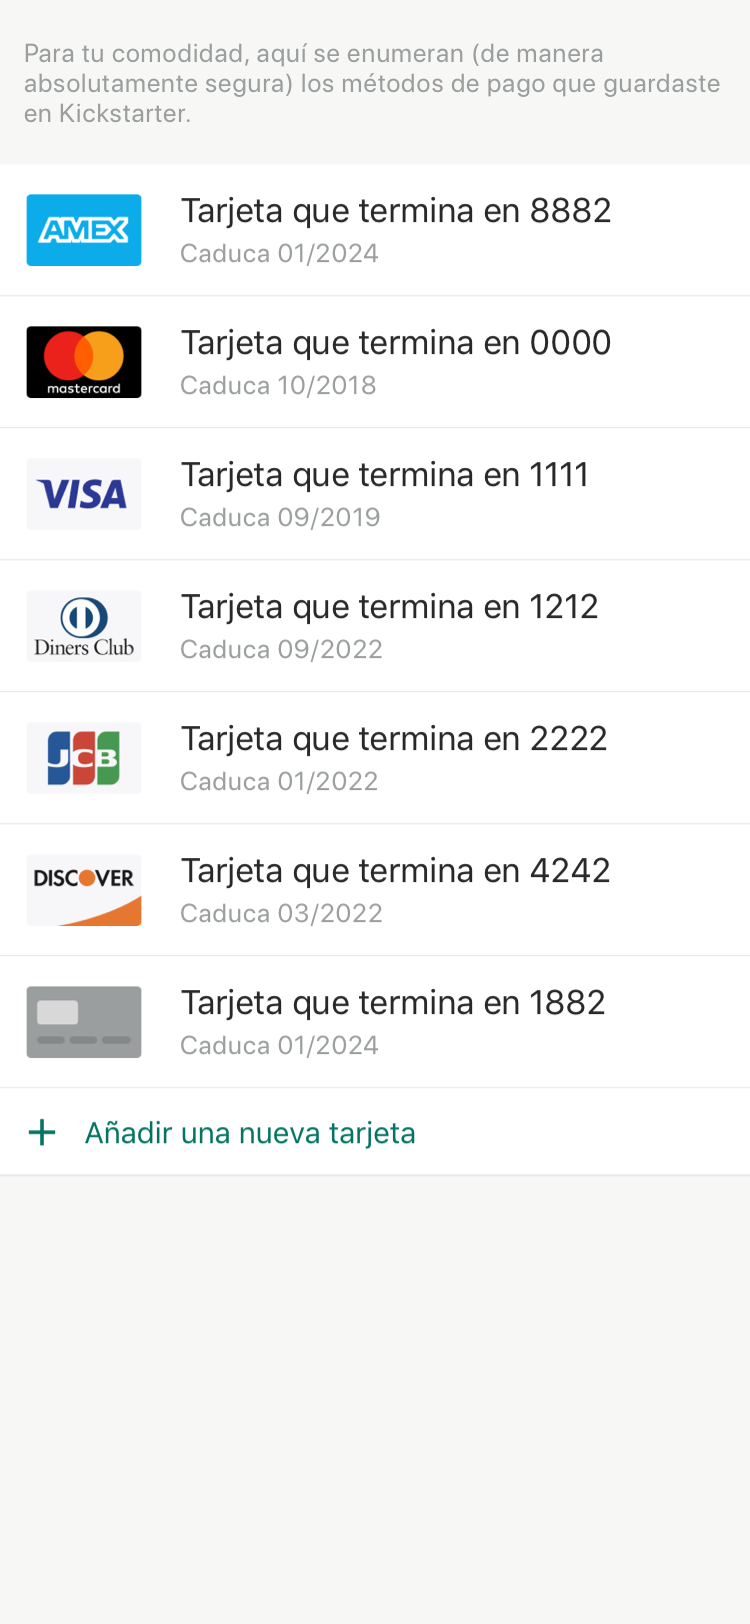 Para tu comodidad, aquí se enumeran (de manera
absolutamente segura) los métodos de pago que guardaste
en Kickstarter.
AMEX
Tarjeta que termina en 8882
Caduca 01/2024
mastercard
Tarjeta que termina en 0000
Caduca 10/2018
VISA
Tarjeta que termina en 1111
Caduca 09/2019
Diners Club
Tarjeta que termina en 1212
Caduca 09/2022
JCB
Tarjeta que termina en 2222
Caduca 01/2022
DISCOVER
Tarjeta que termina en 4242
Caduca 03/2022
Tarjeta que termina en 1882
Caduca 01/2024
+ Añadir una nueva tarjeta